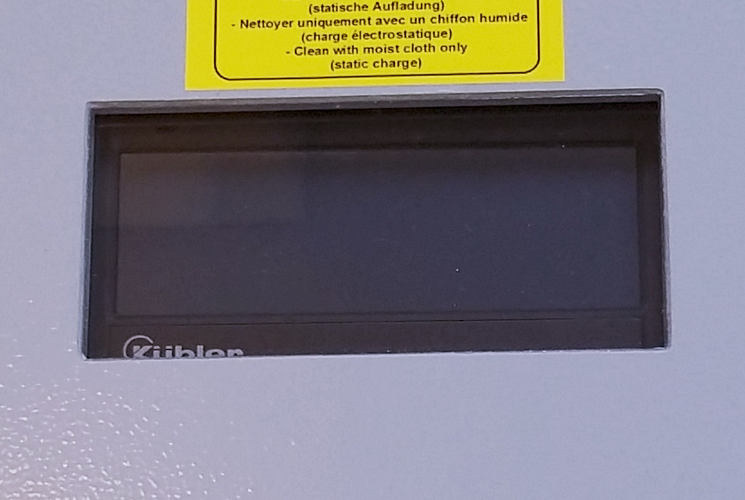 (statische Aufladung)
- Nettoyer uniquement avec un chiffon humide
(charge électrostatique)
- Clean with moist cloth only
(static charge)
Kübler